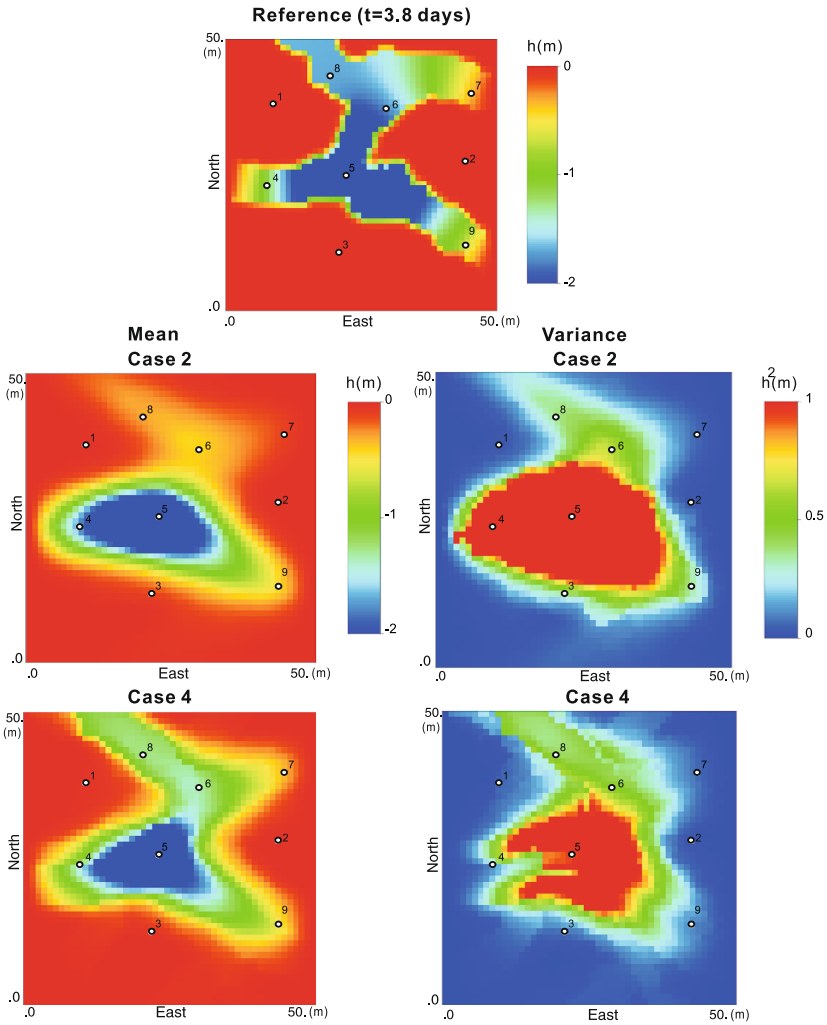 Reference (t=3.8 days)
50.
(m)
h(m)
0
-1
-2
8
7
1
6
2
5
4
9
3
North
.0
.0
East
50. (m)
Mean
Case 2
50.
(m)
h(m)
0
-1
-2
8
7
1
6
2
5
4
9
3
North
.0
.0
East
50. (m)
Variance
Case 2
50.
(m)
2
h(m)
1
0.5
0
8
7
1
6
2
5
4
9
3
North
.0
.0
East
50. (m)
Case 4
50.
(m)
8
7
1
6
2
5
4
9
3
North
.0
.0
East
50. (m)
Case 4
50.
(m)
8
7
1
6
2
5
4
9
3
North
.0
.0
East
50. (m)